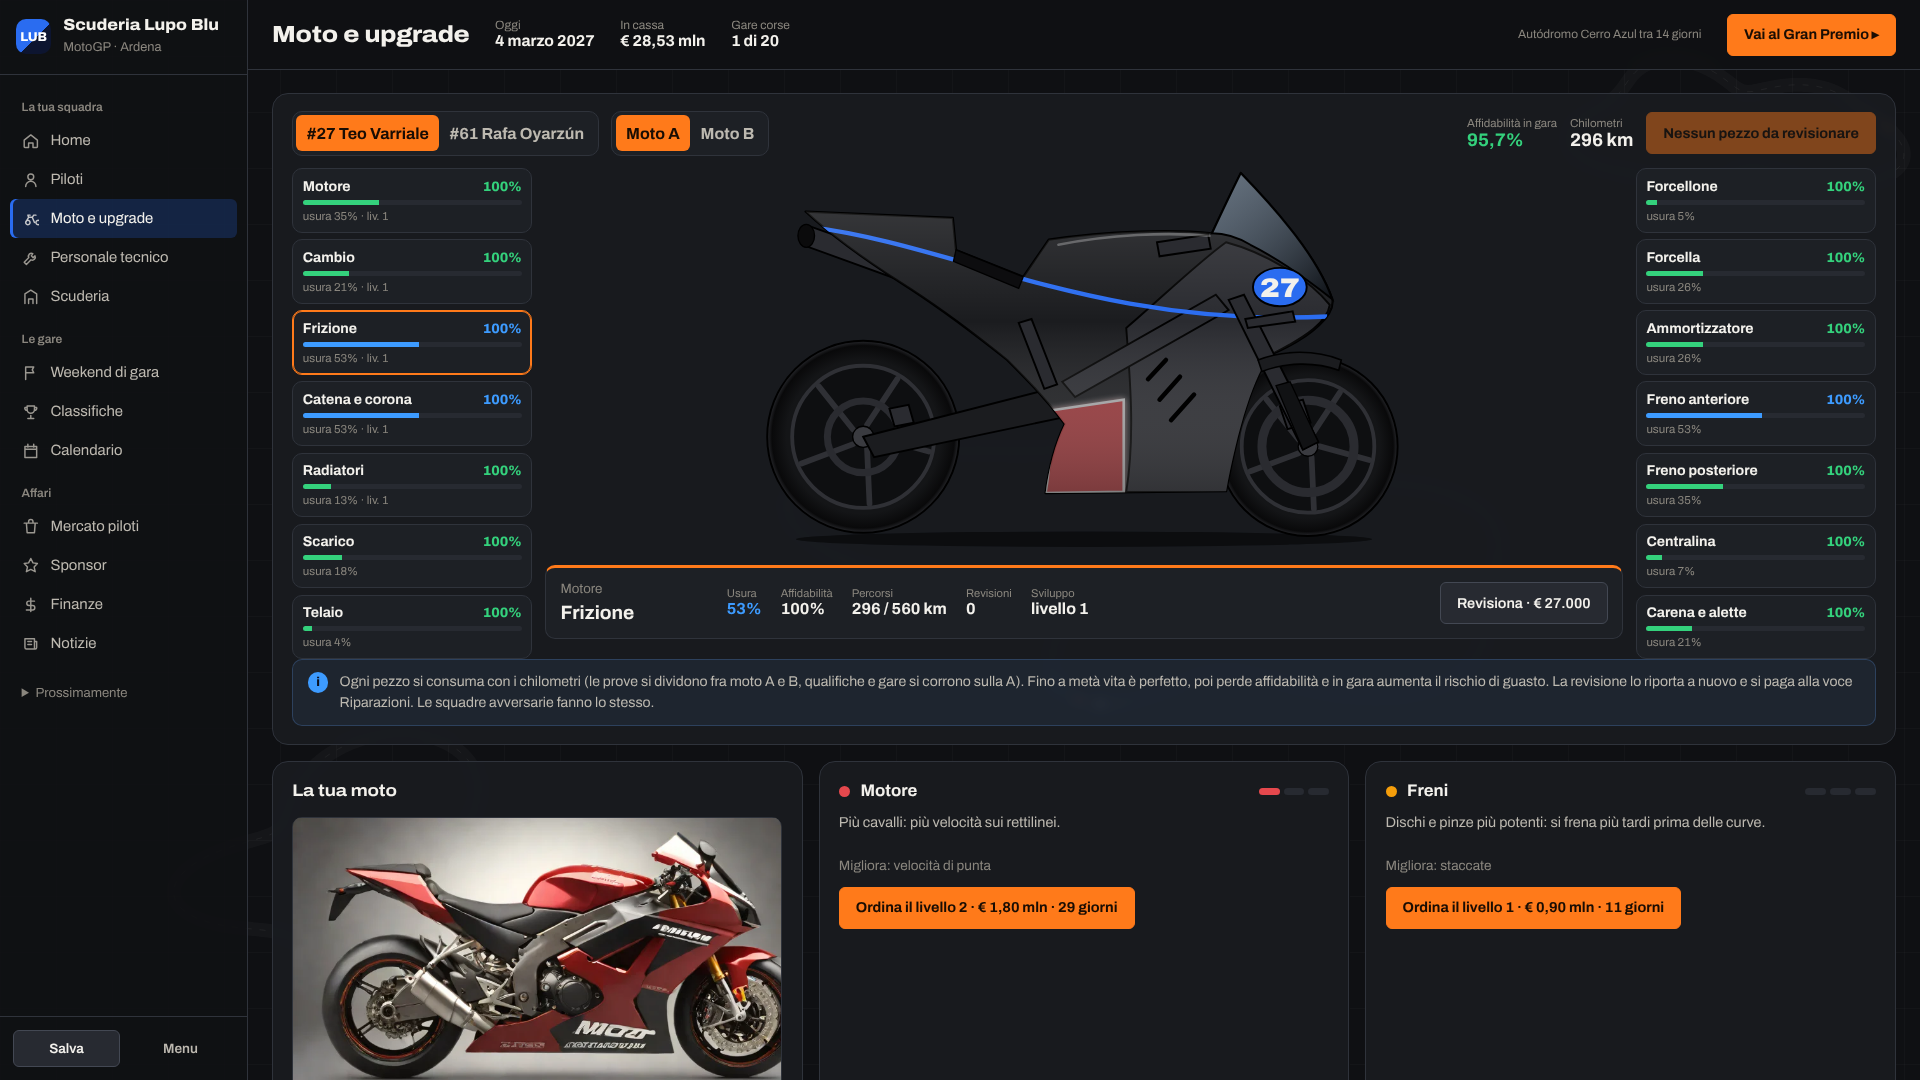 LUB
Scuderia Lupo Blu
MotoGP · Ardena
La tua squadra
Home
Piloti
Moto e upgrade
Personale tecnico
Scuderia
Le gare
Weekend di gara
Classifiche
Calendario
Affari
Mercato piloti
Sponsor
Finanze
Notizie
Prossimamente
Salva
Menu
Moto e upgrade
Oggi
4 marzo 2027
In cassa
€ 28,53 mln
Gare corse
1 di 20
Autódromo Cerro Azul tra 14 giorni
Vai al Gran Premio
#27 Teo Varriale
#61 Rafa Oyarzún
Moto A
Moto B
Affidabilità in gara
95,7%
Chilometri
296 km
Nessun pezzo da revisionare
Motore 100%
usura 35% · liv. 1
Cambio 100%
usura 21% · liv. 1
Frizione 100%
usura 53% · liv. 1
Catena e corona 100%
usura 53% · liv. 1
Radiatori 100%
usura 13% · liv. 1
Scarico 100%
usura 18%
Telaio 100%
usura 4%
27
Motore
Frizione
Usura
53%
Affidabilità
100%
Percorsi
296 / 560 km
Revisioni
0
Sviluppo
livello 1
Revisiona · € 27.000
Forcellone 100%
usura 5%
Forcella 100%
usura 26%
Ammortizzatore 100%
usura 26%
Freno anteriore 100%
usura 53%
Freno posteriore 100%
usura 35%
Centralina 100%
usura 7%
Carena e alette 100%
usura 21%
Ogni pezzo si consuma con i chilometri (le prove si dividono fra moto A e B, qualifiche e gare si corrono sulla A). Fino a metà vita è perfetto, poi perde affidabilità e in gara aumenta il rischio di guasto. La revisione lo riporta a nuovo e si paga alla voce
Riparazioni. Le squadre avversarie fanno lo stesso.
La tua moto
Motore
Più cavalli: più velocità sui rettilinei.
Migliora: velocità di punta
Ordina il livello 2 · € 1,80 mln · 29 giorni
Freni
Dischi e pinze più potenti: si frena più tardi prima delle curve.
Migliora: staccate
Ordina il livello 1 · € 0,90 mln · 11 giorni